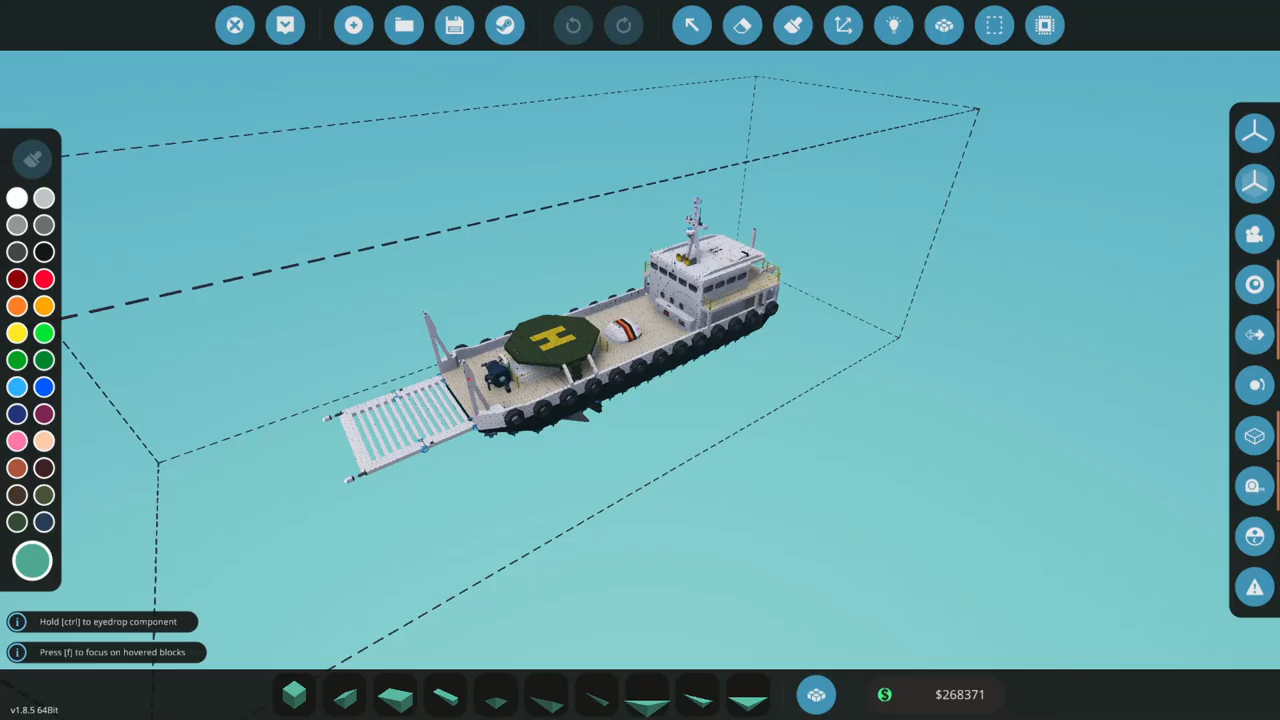 H
Hold [ctrl] to eyedrop component
Press [f] to focus on hovered blocks
$ $268371
v1.8.5 64Bit